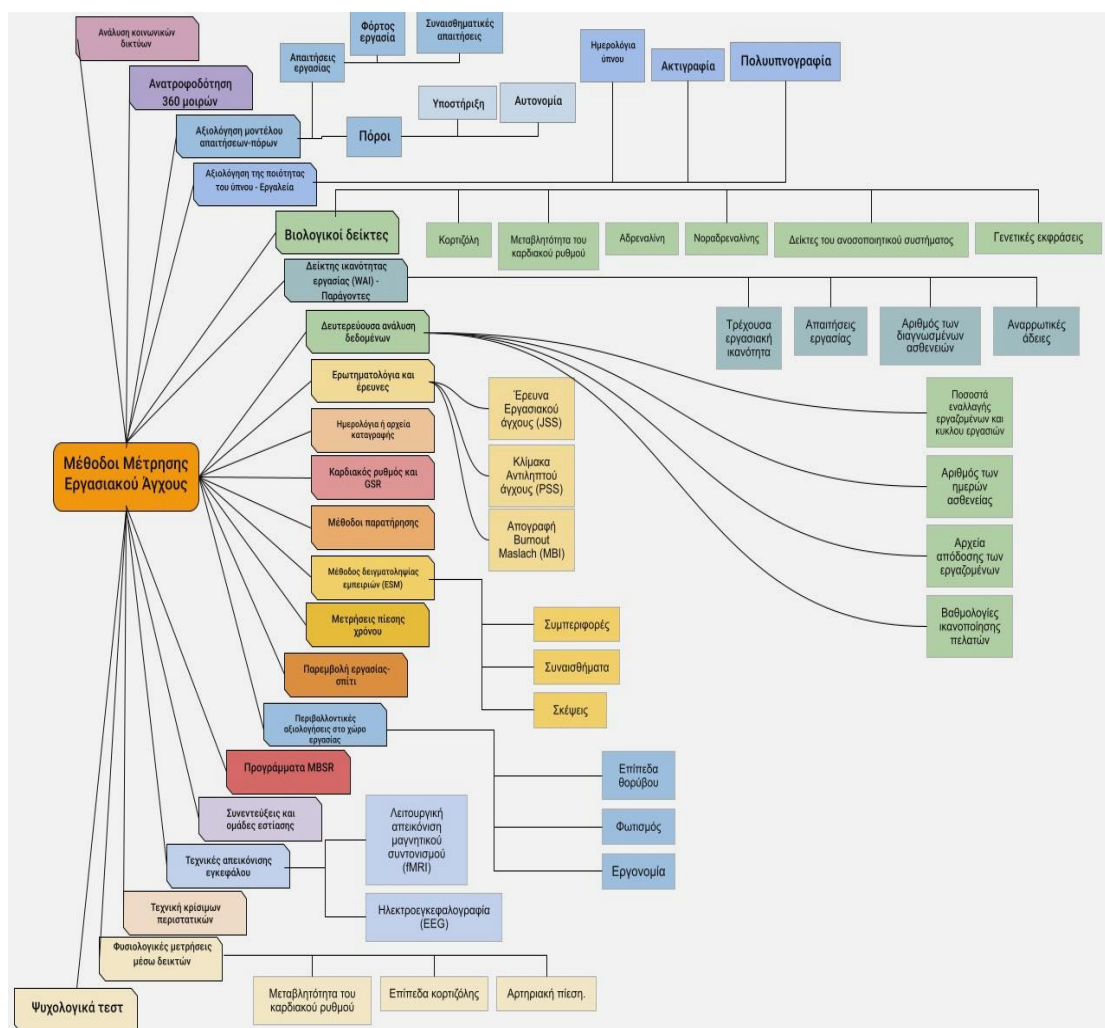 Ανάλυση κοινωνικών
δικτύων
Ανατροφοδότηση
360 μοιρών
Αξιολόγηση μοντέλου
απαιτήσεων-πόρων
Απαιτήσεις
εργασίας
Φόρτος
εργασία
Συναισθηματικές
απαιτήσεις
Πόροι
Υποστήριξη
Αυτονομία
Αξιολόγηση της ποιότητας
του ύπνου - Εργαλεία
Ημερολόγια
ύπνου
Ακτιγραφία
Πολυυπνογραφία
Βιολογικοί δείκτες
Κορτιζόλη
Μεταβλητότητα του
καρδιακού ρυθμού
Αδρεναλίνη
Νοραδρεναλίνης
Δείκτες του ανοσοποιητικού συστήματος
Γενετικές εκφράσεις
Δείκτης ικανότητας
εργασίας (WAI) -
Παράγοντες
Τρέχουσα
εργασιακή
ικανότητα
Απαιτήσεις
εργασίας
Αριθμός των
διαγνωσμένων
ασθενειών
Αναρρωτικές
άδειες
Δευτερεύουσα ανάλυση
δεδομένων
Ποσοστά
εναλλαγής
εργαζομένων και
κυκλου εργασιών
Αριθμός των
ημερών
ασθενείας
Αρχεία
απόδοσης των
εργαζομένων
Βαθμολογίες
ικανοποίησης
πελατών
Ερωτηματολόγια και
έρευνες
Έρευνα
Εργασιακού
άγχους (JSS)
Κλίμακα
Αντιληπτού
άγχους (PSS)
Απογραφή
Burnout
Maslach (MBI)
Ημερολόγια ή αρχεία
καταγραφής
Μέθοδοι Μέτρησης
Εργασιακού Άγχους
Καρδιακός ρυθμός και
GSR
Μέθοδοι παρατήρησης
Μέθοδος δειγματοληψίας
εμπειριών (ESM)
Συμπεριφορές
Συναισθήματα
Σκέψεις
Μετρήσεις πίεσης
χρόνου
Παρεμβολή εργασίας-
σπίτι
Περιβαλλοντικές
αξιολογήσεις στο χώρο
εργασίας
Επίπεδα
θορύβου
Φωτισμός
Εργονομία
Προγράμματα MBSR
Συνεντεύξεις και
ομάδες εστίασης
Τεχνικές απεικόνισης
εγκεφάλου
Λειτουργική
απεικόνιση
μαγνητικού
συντονισμού
(fMRI)
Ηλεκτροεγκεφαλογραφία
(EEG)
Τεχνική κρίσιμων
περιστατικών
Φυσιολογικές μετρήσεις
μέσω δεικτών
Μεταβλητότητα του
καρδιακού ρυθμού
Επίπεδα κορτιζόλης
Αρτηριακή πίεση.
Ψυχολογικά τεστ